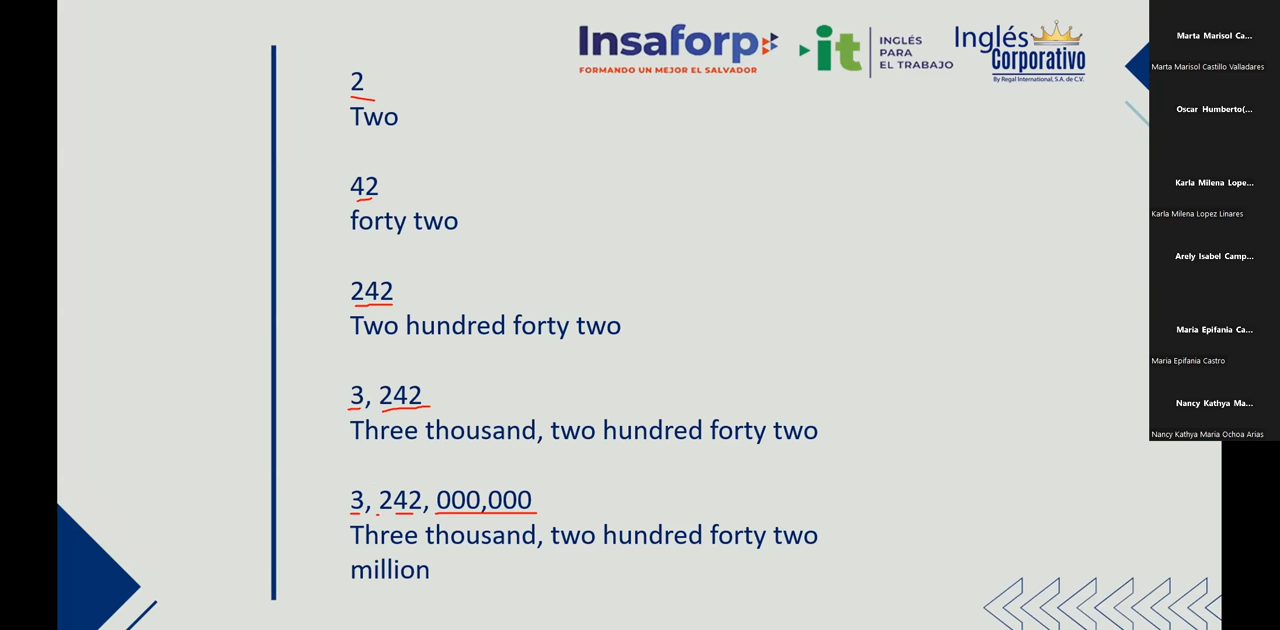 Insaforp
FORMANDO UN MEJOR EL SALVADOR
it
INGLÉS
PARA
EL TRABAJO
Inglés
Corporativo
By Regal International, S.A. de C.V.
2
Two
42
forty two
242
Two hundred forty two
3, 242
Three thousand, two hundred forty two
3, 242, 000,000
Three thousand, two hundred forty two
million
Marta Marisol Ca...
Marta Marisol Castillo Valladares
Oscar Humberto(...
Karla Milena Lope...
Karla Milena Lopez Linares
Arely Isabel Camp...
Maria Epifania Ca...
Maria Epifania Castro
Nancy Kathya Ma...
Nancy Kathya Maria Ochoa Arias